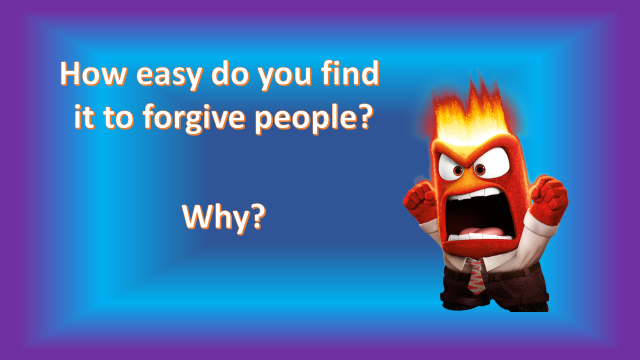 How easy do you find
it to forgive people?
Why?